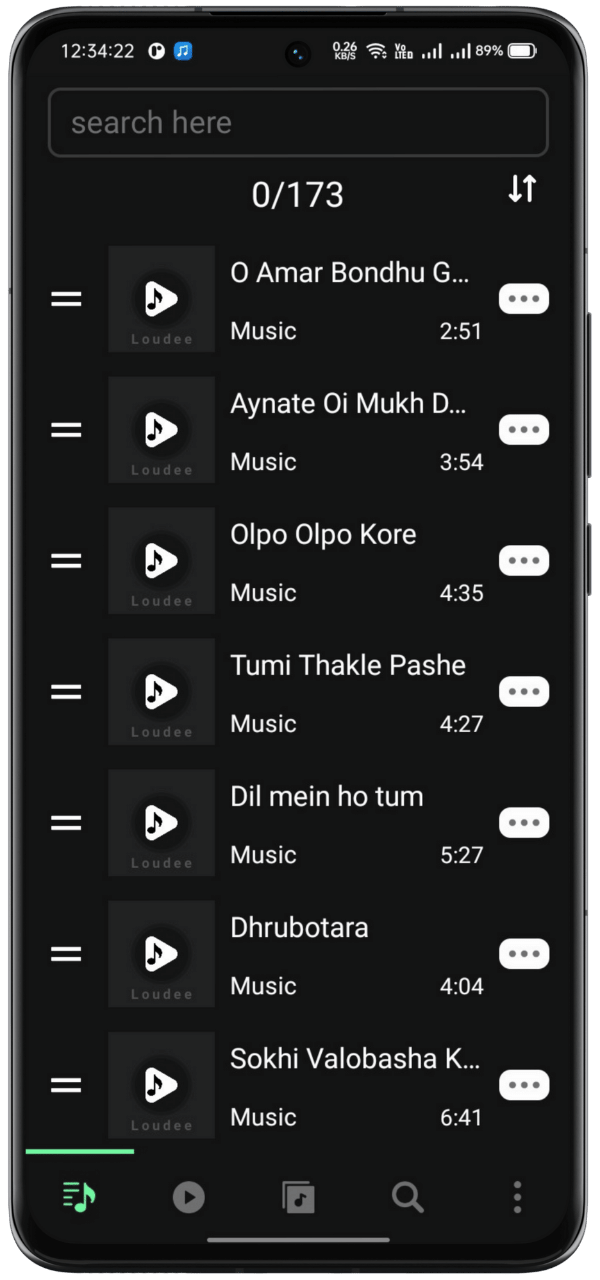 12:34:22
0.26 KB/S
Vo LTE
89%
search here
0/173
O Amar Bondhu G...
Music 2:51
Loudee
Aynate Oi Mukh D...
Music 3:54
Loudee
Olpo Olpo Kore
Music 4:35
Loudee
Tumi Thakle Pashe
Music 4:27
Loudee
Dil mein ho tum
Music 5:27
Loudee
Dhrubotara
Music 4:04
Loudee
Sokhi Valobasha K...
Music 6:41
Loudee